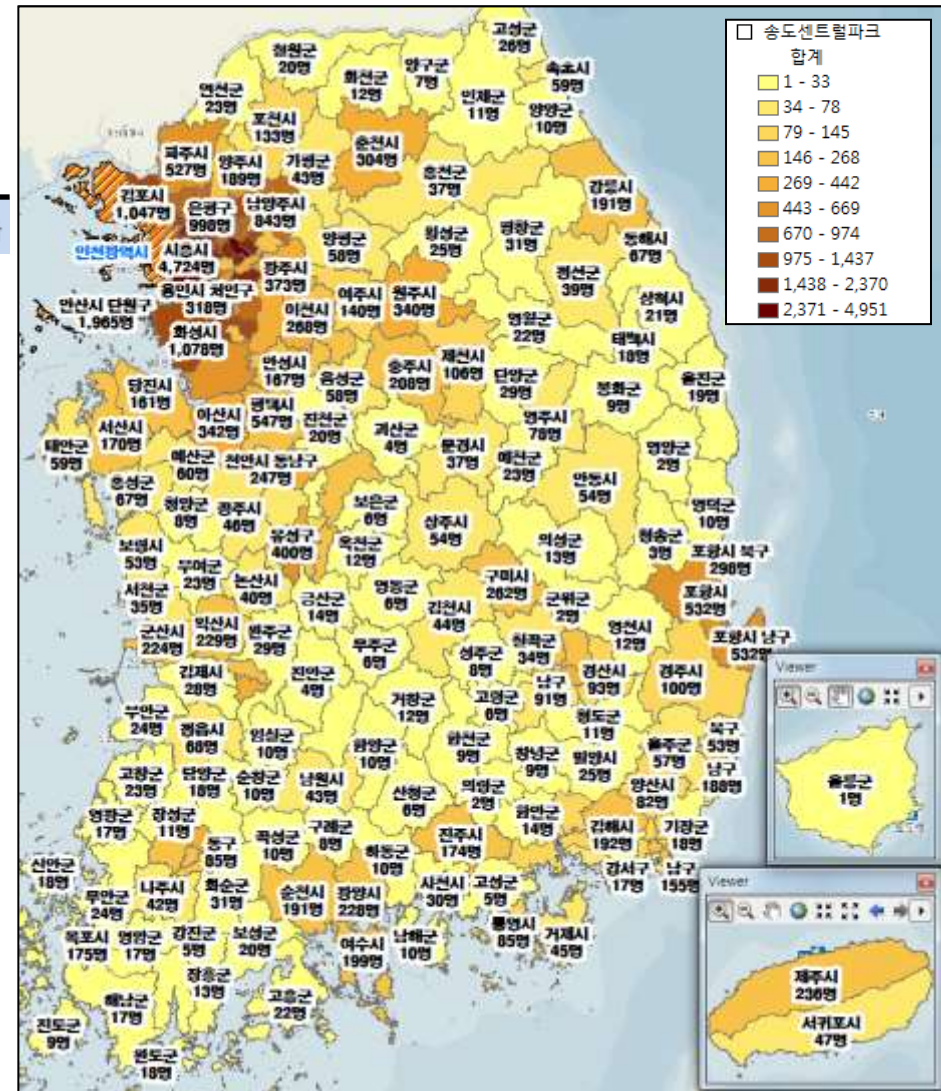 송도센트럴파크
합계
1 - 33
34 - 78
79 - 145
146 - 268
269 - 442
443 - 669
670 - 974
975 - 1,437
1,438 - 2,370
2,371 - 4,951
고성군
26명
철원군
20명
화천군
12명
양구군
7명
속초시
59명
연천군
23명
인제군
11명
양양군
10명
포천시
133명
춘천시
304명
파주시
527명
양주시
189명
가평군
43명
홍천군
37명
강릉시
191명
김포시
1,047명
은평구
998명
남양주시
843명
인천광역시
시흥시
4,724명
양평군
58명
횡성군
25명
평창군
31명
동해시
67명
광주시
373명
정선군
39명
안산시 단원구
1,965명
용인시 처인구
318명
이천시
268명
여주시
140명
원주시
340명
삼척시
21명
영월군
22명
태백시
18명
화성시
1,078명
안성시
167명
음성군
58명
충주시
208명
제천시
106명
단양군
29명
봉화군
9명
울진군
19명
당진시
161명
아산시
342명
평택시
547명
진천군
20명
괴산군
4명
영주시
78명
서산시
170명
태안군
59명
예산군
60명
천안시 동남구
247명
문경시
37명
예천군
23명
영양군
2명
홍성군
67명
청양군
8명
공주시
46명
보은군
6명
상주시
54명
안동시
54명
영덕군
10명
보령시
53명
유성구
400명
옥천군
12명
의성군
13명
청송군
3명
포항시 북구
298명
부여군
23명
논산시
40명
서천군
35명
금산군
14명
영동군
6명
구미시
262명
군위군
2명
포항시
532명
김천시
44명
군산시
224명
익산시
229명
완주군
29명
무주군
6명
성주군
8명
칠곡군
34명
영천시
12명
포항시 남구
532명
김제시
28명
진안군
4명
고령군
6명
남구
91명
경산시
93명
경주시
100명
부안군
24명
정읍시
68명
임실군
10명
거창군
12명
청도군
11명
함양군
10명
합천군
9명
창녕군
9명
밀양시
25명
울주군
57명
북구
53명
고창군
23명
담양군
18명
순창군
10명
남원시
43명
산청군
6명
의령군
2명
양산시
82명
남구
188명
영광군
17명
장성군
11명
동구
85명
곡성군
10명
구례군
8명
하동군
10명
진주시
174명
함안군
14명
김해시
192명
기장군
18명
신안군
18명
무안군
24명
나주시
42명
화순군
31명
순천시
191명
광양시
228명
사천시
30명
고성군
5명
강서구
17명
남구
155명
목포시
175명
영암군
17명
강진군
5명
보성군
20명
여수시
199명
남해군
10명
통영시
85명
거제시
45명
장흥군
13명
해남군
17명
고흥군
22명
진도군
9명
완도군
18명
Viewer
울릉군
1명
Viewer
제주시
236명
서귀포시
47명